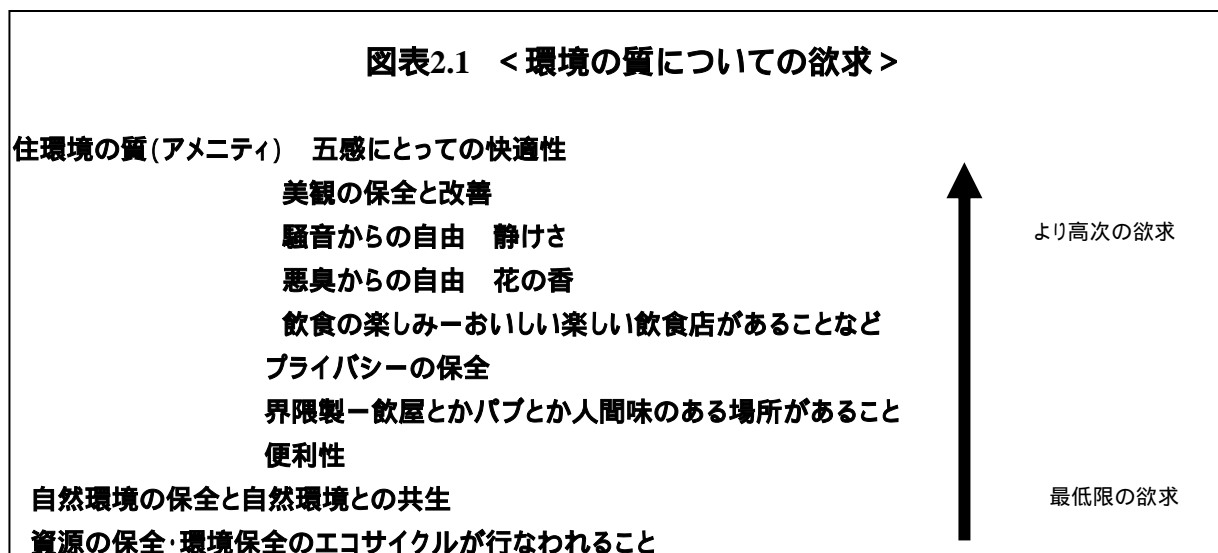 図表2.1 <環境の質についての欲求>
住環境の質(アメニティ) 五感にとっての快適性
美観の保全と改善
より高次の欲求
騒音からの自由 静けさ
悪臭からの自由 花の香
飲食の楽しみーおいしい楽しい飲食店があることなど
プライバシーの保全
界隈製ー飲屋とかパブとか人間味のある場所があること
便利性
自然環境の保全と自然環境との共生
最低限の欲求
資源の保全·環境保全のエコサイクルが行なわれること